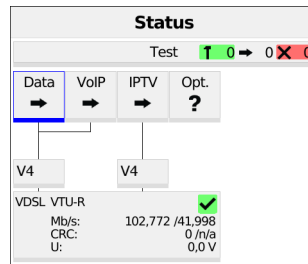 Status
Test 0 0 0
Data VoIP IPTV Opt.
?
V4 V4
VDSL VTU-R
Mb/s: 102,772 /41,998
CRC: 0 /n/a
U: 0,0 V